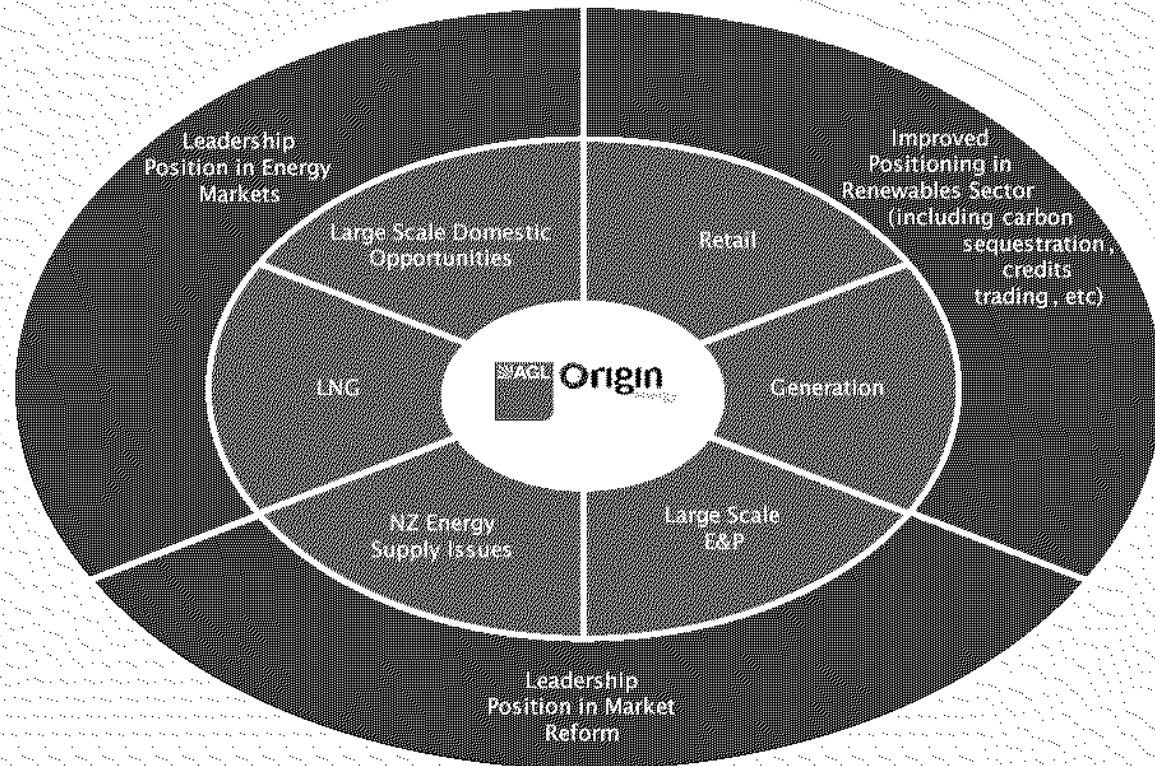 Leadership
Position in Energy
Markets
Improved
Positioning in
Renewables Sector
(including carbon
sequestration,
credits
trading, etc)
Large Scale Domestic
Opportunities
Retail
LNG
AGL
Origin
energy
Generation
NZ Energy
Supply Issues
Large Scale
E&P
Leadership
Position in Market
Reform